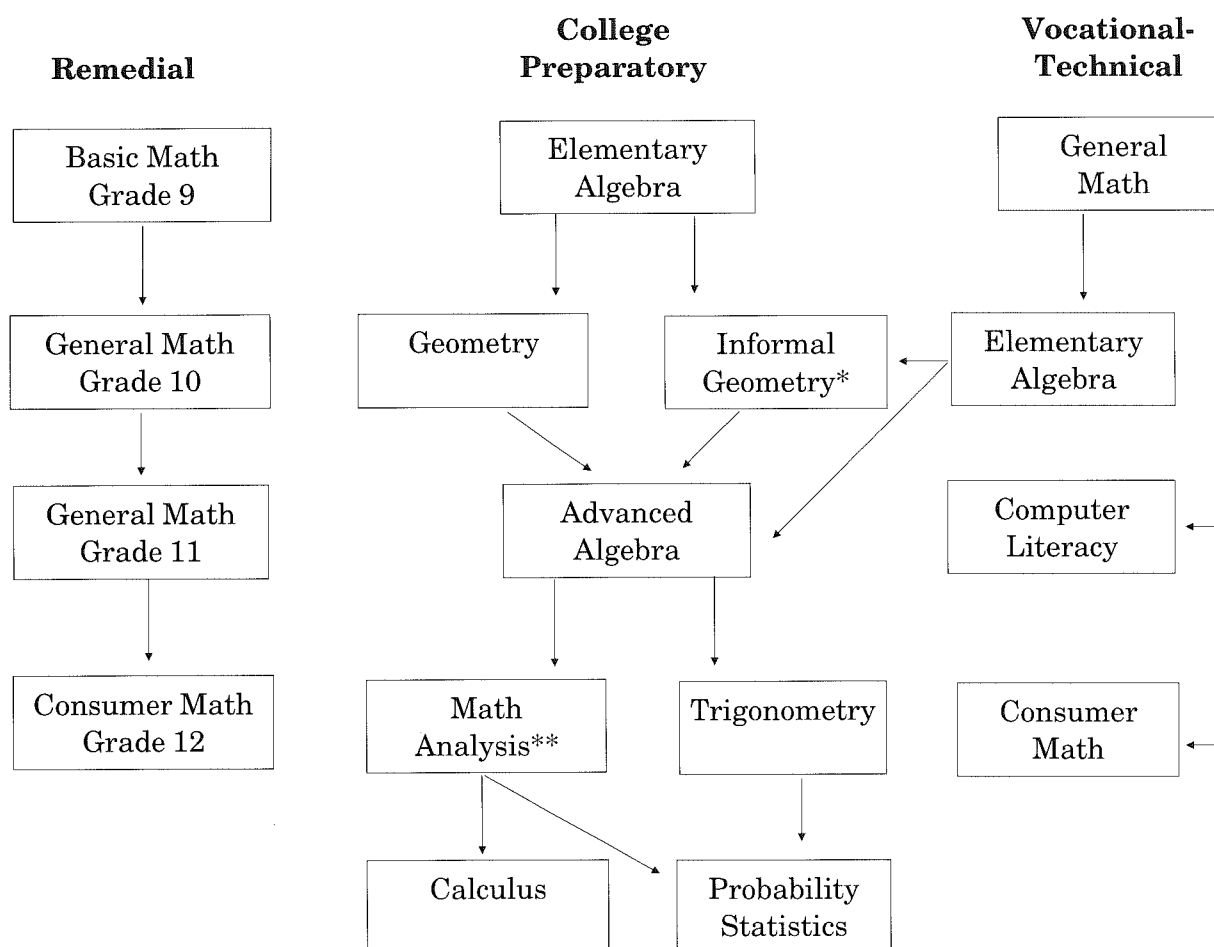 Remedial
College
Preparatory
Vocational-
Technical
Basic Math
Grade 9
Elementary
Algebra
General
Math
General Math
Grade 10
Geometry
Informal
Geometry*
Elementary
Algebra
General Math
Grade 11
Advanced
Algebra
Computer
Literacy
Consumer Math
Grade 12
Math
Analysis**
Trigonometry
Consumer
Math
Calculus
Probability
Statistics